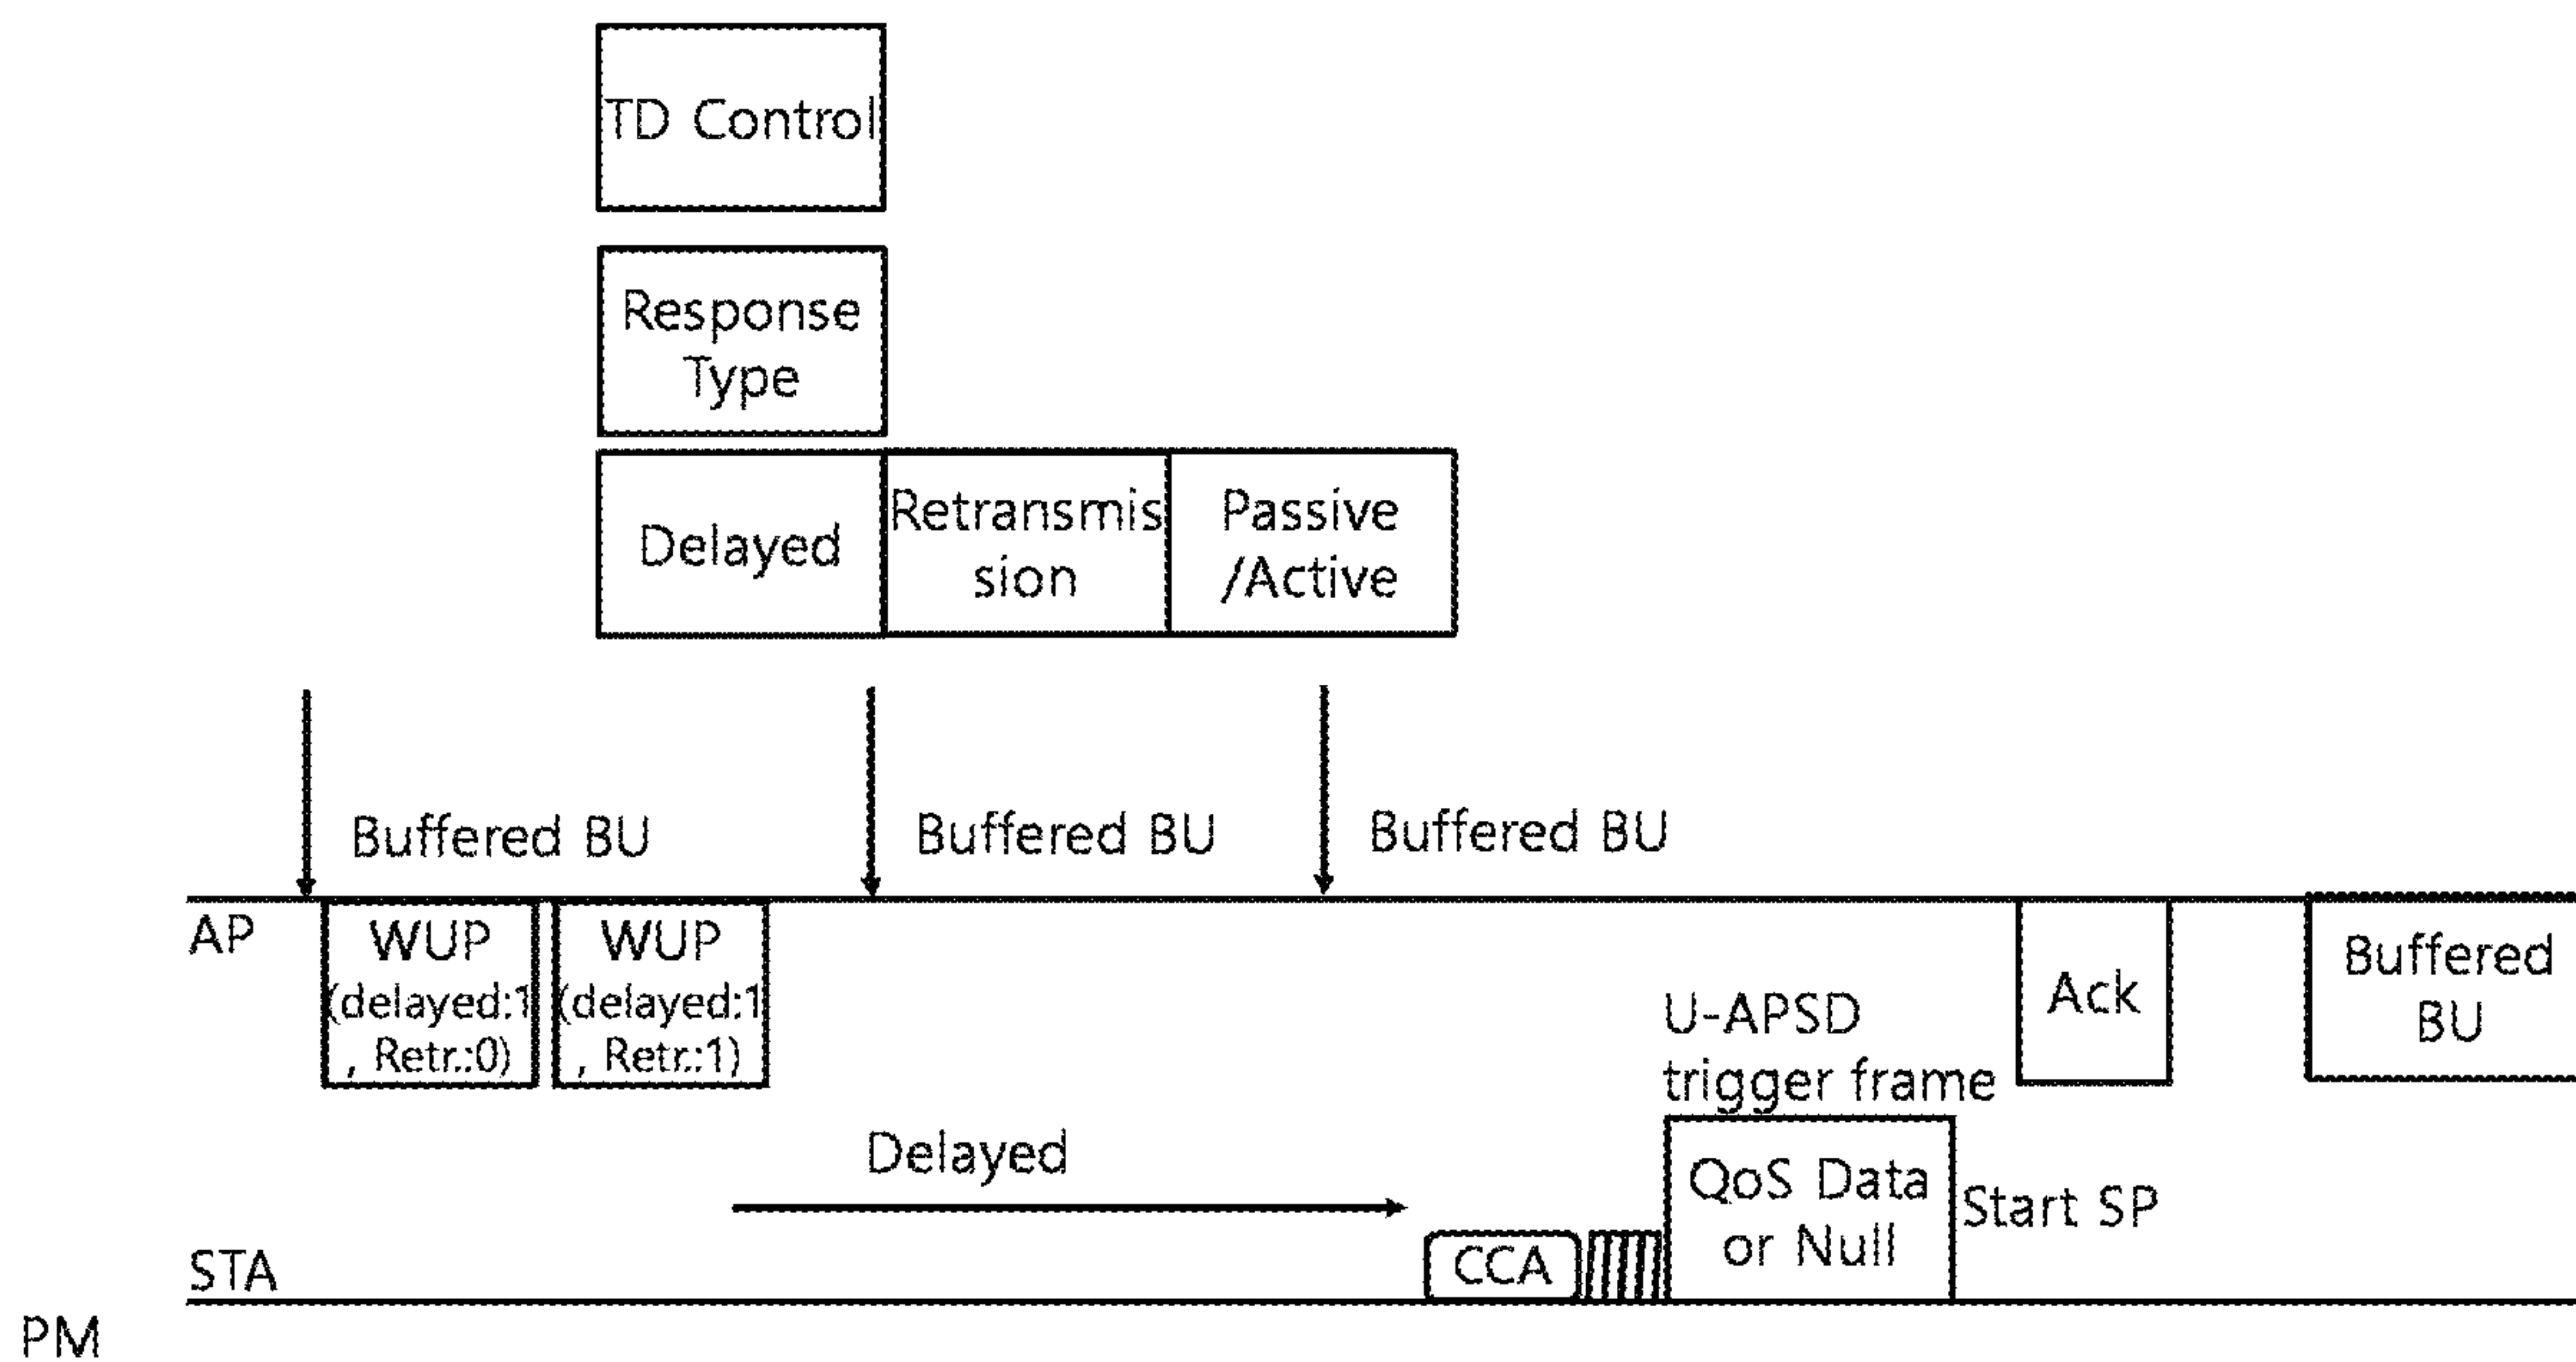 TD Control
Response
Type
Delayed
Retransmis
sion
Passive
/Active
Buffered BU
Buffered BU
Buffered BU
AP
WUP
(delayed:1
, Retr.:0)
WUP
(delayed:1
, Retr.:1)
U-APSD
trigger frame
Ack
Buffered
BU
Delayed
QoS Data
or Null
Start SP
STA
CCA
PM